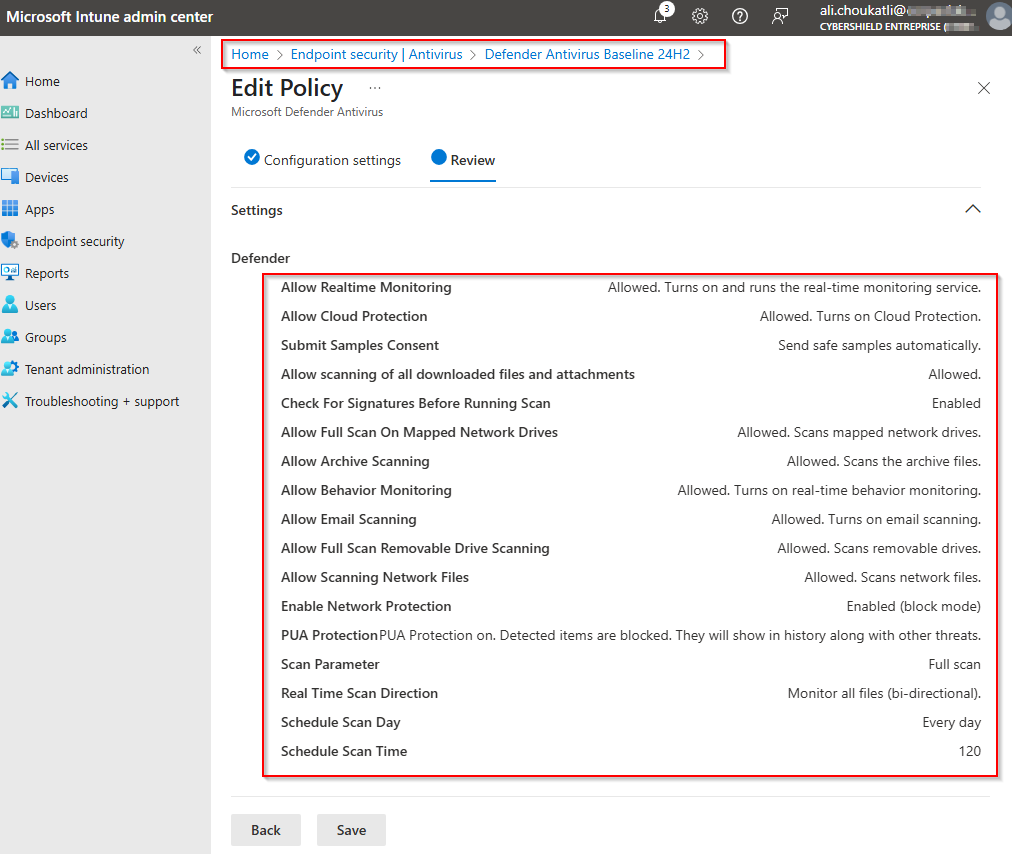 Microsoft Intune admin center
3
ali.choukatli@
CYBERSHIELD ENTREPRISE (
«
Home
Dashboard
All services
Devices
Apps
Endpoint security
Reports
Users
Groups
Tenant administration
Troubleshooting + support
Home > Endpoint security | Antivirus > Defender Antivirus Baseline 24H2 >
Edit Policy ...
Microsoft Defender Antivirus
Configuration settings Review
Settings
Defender
Allow Realtime Monitoring Allowed. Turns on and runs the real-time monitoring service.
Allow Cloud Protection Allowed. Turns on Cloud Protection.
Submit Samples Consent Send safe samples automatically.
Allow scanning of all downloaded files and attachments Allowed.
Check For Signatures Before Running Scan Enabled
Allow Full Scan On Mapped Network Drives Allowed. Scans mapped network drives.
Allow Archive Scanning Allowed. Scans the archive files.
Allow Behavior Monitoring Allowed. Turns on real-time behavior monitoring.
Allow Email Scanning Allowed. Turns on email scanning.
Allow Full Scan Removable Drive Scanning Allowed. Scans removable drives.
Allow Scanning Network Files Allowed. Scans network files.
Enable Network Protection Enabled (block mode)
PUA Protection PUA Protection on. Detected items are blocked. They will show in history along with other threats.
Scan Parameter Full scan
Real Time Scan Direction Monitor all files (bi-directional).
Schedule Scan Day Every day
Schedule Scan Time 120
Back Save